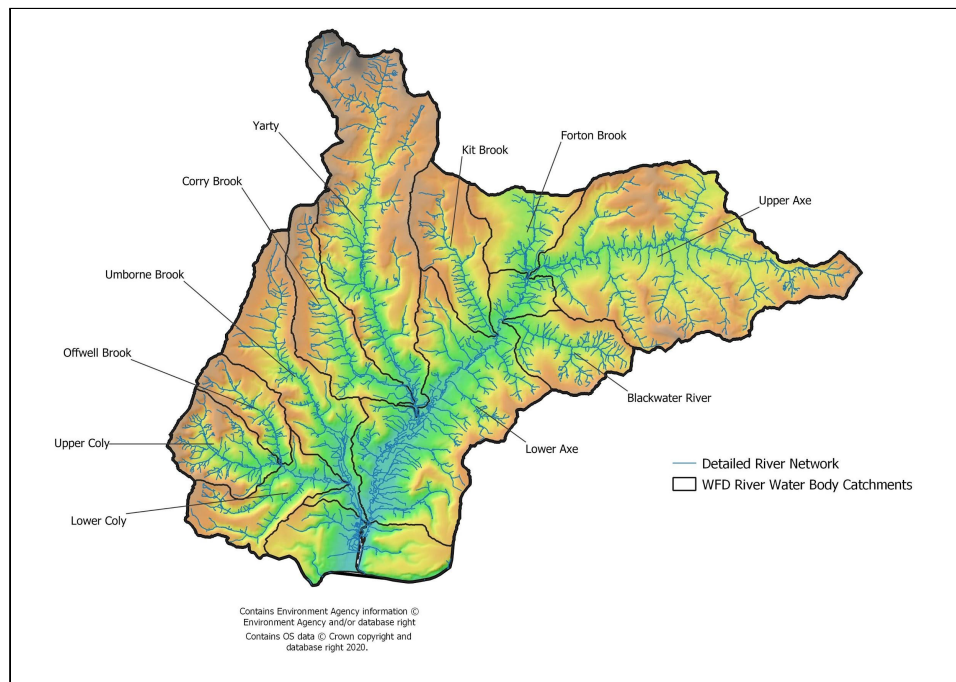 Yarty
Kit Brook
Forton Brook
Corry Brook
Upper Axe
Umborne Brook
Offwell Brook
Blackwater River
Upper Coly
Lower Axe
Detailed River Network
WFD River Water Body Catchments
Lower Coly
Contains Environment Agency information ©
Environment Agency and/or database right
Contains OS data © Crown copyright and
database right 2020.